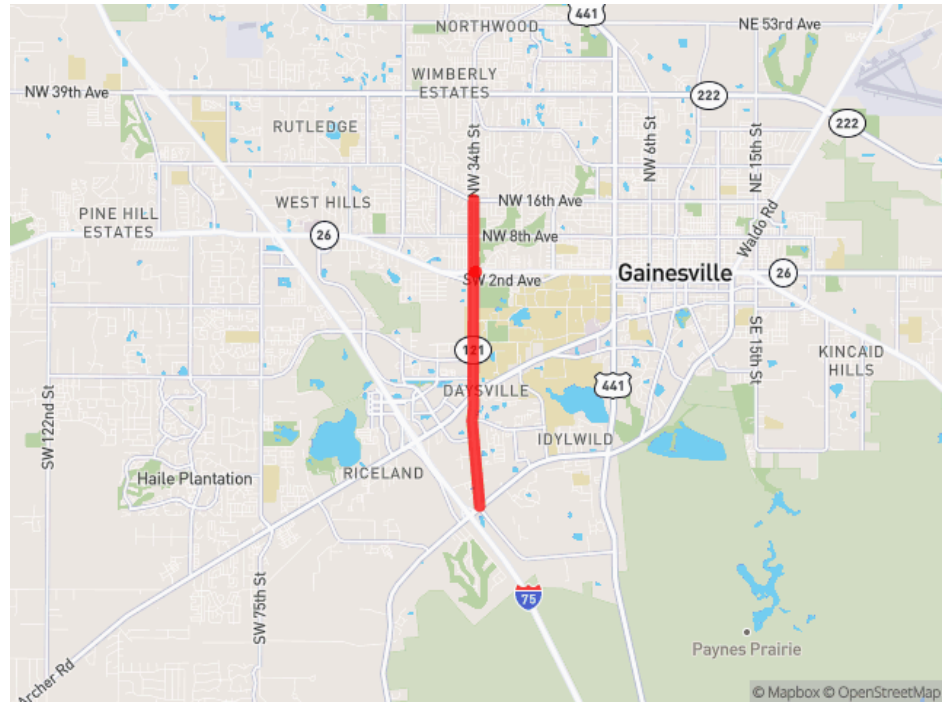 441
NORTHWOOD
NE 53rd Ave
WIMBERLY
ESTATES
NW 39th Ave
222
222
RUTLEDGE
NW 34th St
NW 6th St
NE 15th St
WEST HILLS
NW 16th Ave
PINE HILL
ESTATES
26
NW 8th Ave
Waldo Rd
SW 2nd Ave
Gainesville
26
121
SE 15th St
KINCAID
HILLS
DAYSVILLE
441
SW 122nd St
IDYLWILD
RICELAND
Haile Plantation
SW 75th St
75
Paynes Prairie
Archer Rd
© Mapbox © OpenStreetMap